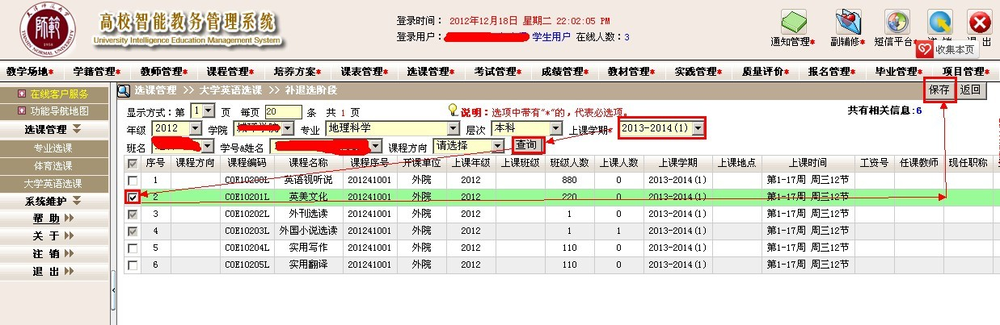 高校智能教务管理系统
University Intelligence Education Management System
TIANJIN NORMAL UNIVERSITY
師範
登录时间： 2012年12月18日 星期二 22:02:05 PM
登录用户： 学生用户 在线人数：3
通知管理* 副辅修* 短信平台* 退 出
收集本页
教学场地* 学籍管理* 教师管理* 课程管理* 培养方案* 课表管理* 选课管理* 考试管理* 成绩管理* 教材管理* 实践管理* 质量评价* 报名管理* 毕业管理* 项目管理*
在线客户服务
功能导航地图
选课管理
专业选课
体育选课
大学英语选课
系统维护
帮 助
关 于
注 销
退 出
选课管理 >> 大学英语选课 >> 补退选阶段
保存 返回
显示方式：第 1 页 每页 20 条 共 1 页
说明：选项中带有"*"的，代表必选项。
共有相关信息:6
年级 2012 学院 专业 地理科学 层次 本科 上课学期* 2013-2014(1)
班名 学号&姓名 课程方向 请选择 查询
序号 课程方向 课程编码 课程名称 课程序号 开课单位 上课年级 上课班级 班级人数 上课人数 上课学期 上课地点 上课时间 工资号 任课教师 现任职称
1 COE10200L 英语视听说 201241001 外院 2012 880 0 2013-2014(1) 第1-17周 周三12节
2 COE10201L 英美文化 201241001 外院 2012 220 0 2013-2014(1) 第1-17周 周三12节
3 COE10202L 外刊选读 201241001 外院 2012 1 0 2013-2014(1) 第1-17周 周三12节
4 COE10203L 外国小说选读 201241001 外院 2012 1 1 2013-2014(1) 第1-17周 周三12节
5 COE10204L 实用写作 201241001 外院 2012 110 0 2013-2014(1) 第1-17周 周三12节
6 COE10205L 实用翻译 201241001 外院 2012 110 0 2013-2014(1) 第1-17周 周三12节